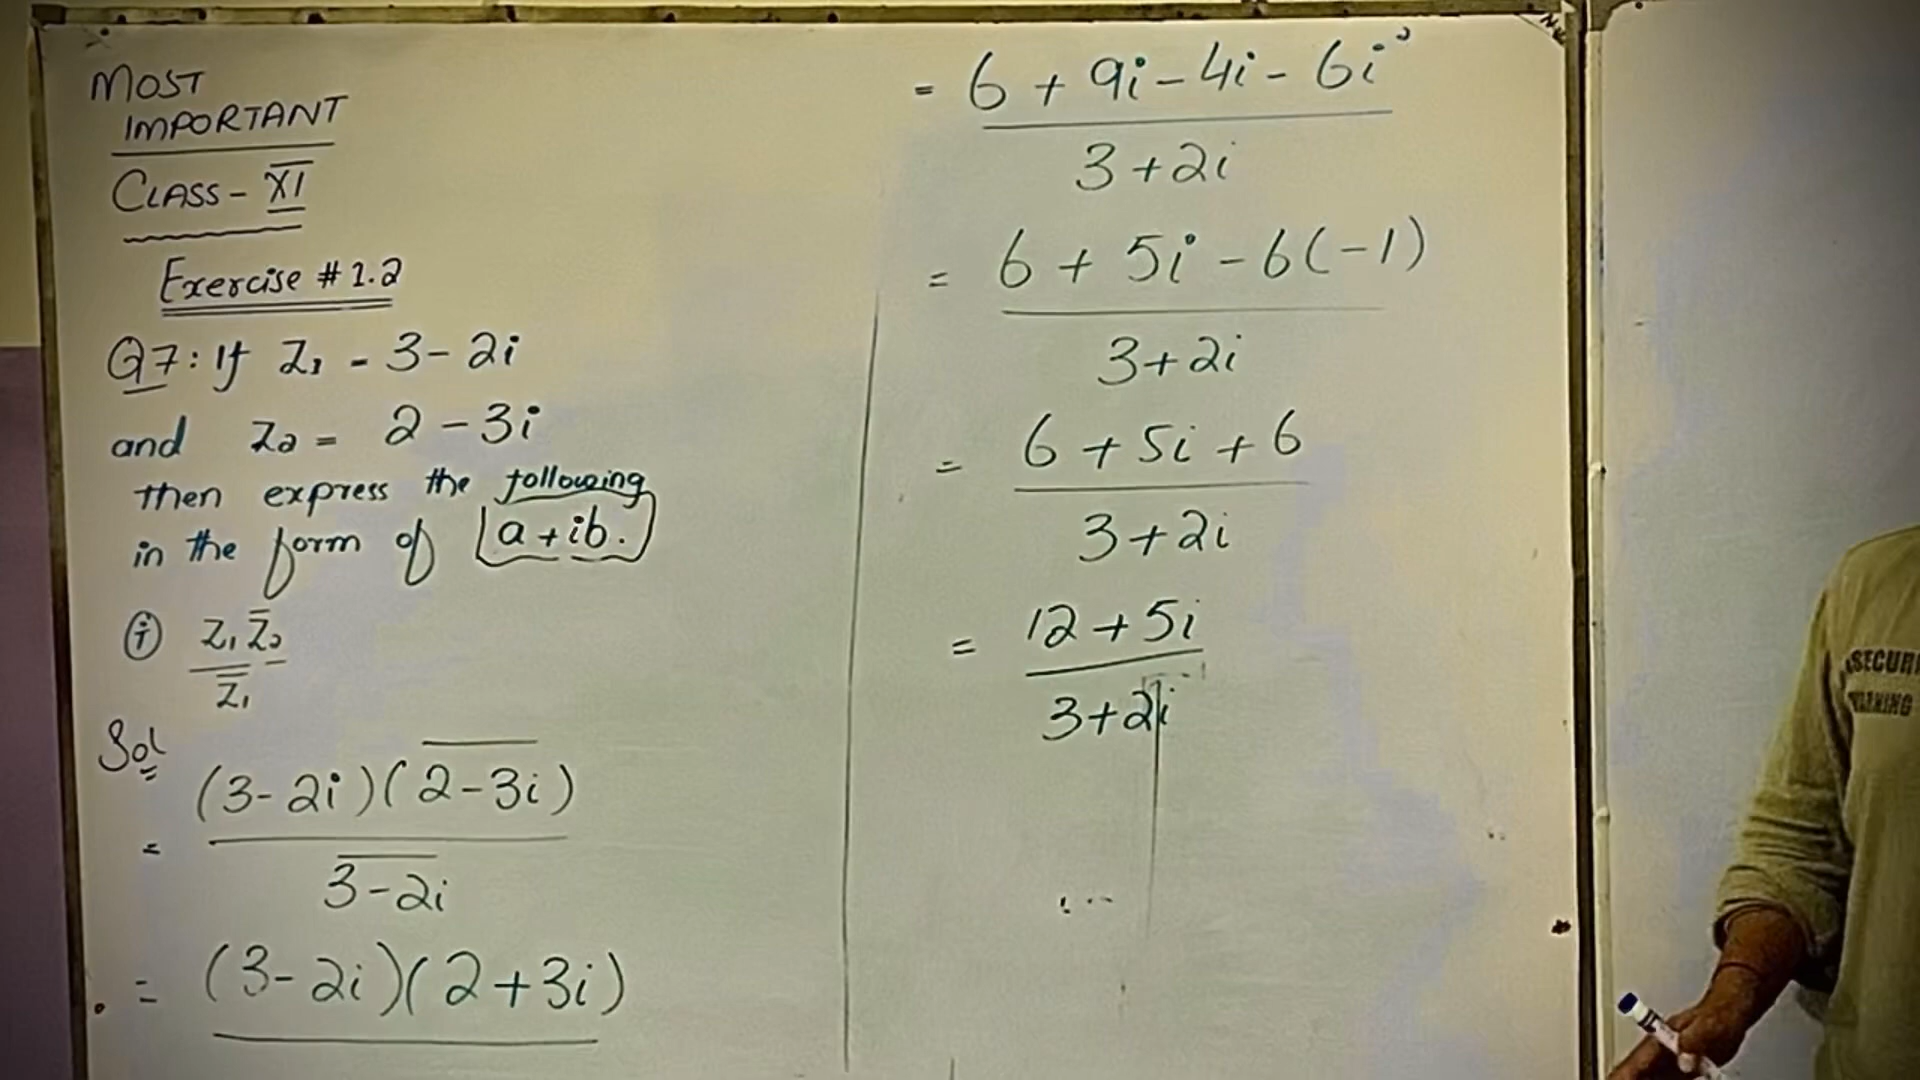 MOST
IMPORTANT
CLASS - XI
Exercise # 1.2
Q7: If Z₁ = 3 - 2i
and Z₂ = 2 - 3i
then express the following
in the form of a + ib.
(i) Z₁ Z̅₂
Z̅₁
Sol
(3 - 2i)(2 - 3i)
=
3 - 2i
= (3 - 2i)(2 + 3i)
= 6 + 9i - 4i - 6i²
3 + 2i
= 6 + 5i - 6(-1)
3 + 2i
= 6 + 5i + 6
3 + 2i
= 12 + 5i
3 + 2i
...
SECURI